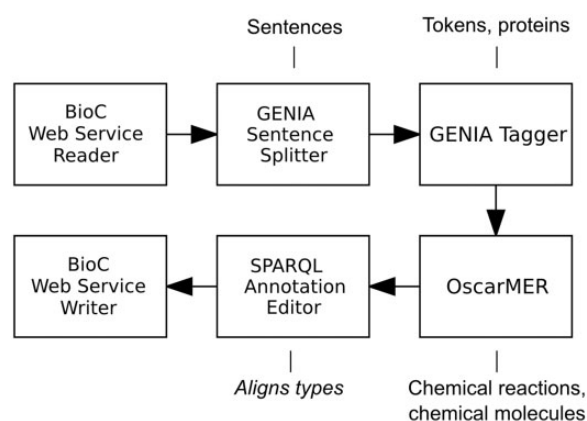 Sentences
Tokens, proteins
BioC
Web Service
Reader
GENIA
Sentence
Splitter
GENIA Tagger
BioC
Web Service
Writer
SPARQL
Annotation
Editor
OscarMER
Aligns types
Chemical reactions,
chemical molecules